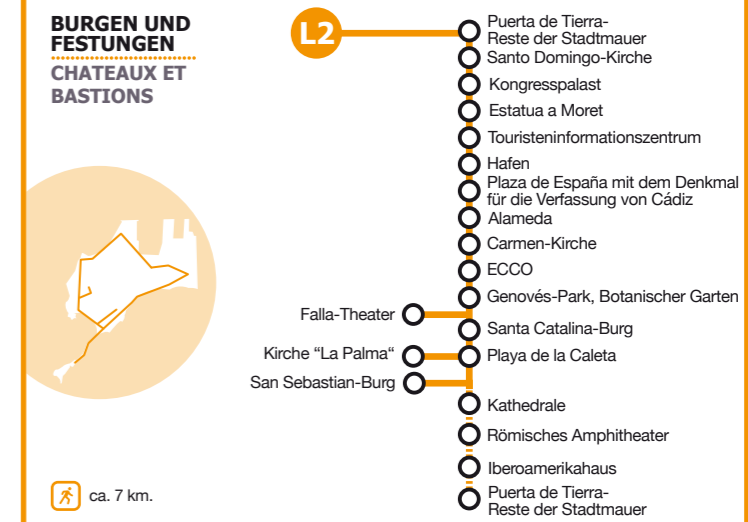 BURGEN UND
FESTUNGEN
CHATEAUX ET
BASTIONS
L2
Puerta de Tierra-
Reste der Stadtmauer
Santo Domingo-Kirche
Kongresspalast
Estatua a Moret
Touristeninformationszentrum
Hafen
Plaza de España mit dem Denkmal
für die Verfassung von Cádiz
Alameda
Carmen-Kirche
ECCO
Genovés-Park, Botanischer Garten
Falla-Theater
Santa Catalina-Burg
Kirche “La Palma“
Playa de la Caleta
San Sebastian-Burg
Kathedrale
Römisches Amphitheater
Iberoamerikahaus
Puerta de Tierra-
Reste der Stadtmauer
ca. 7 km.